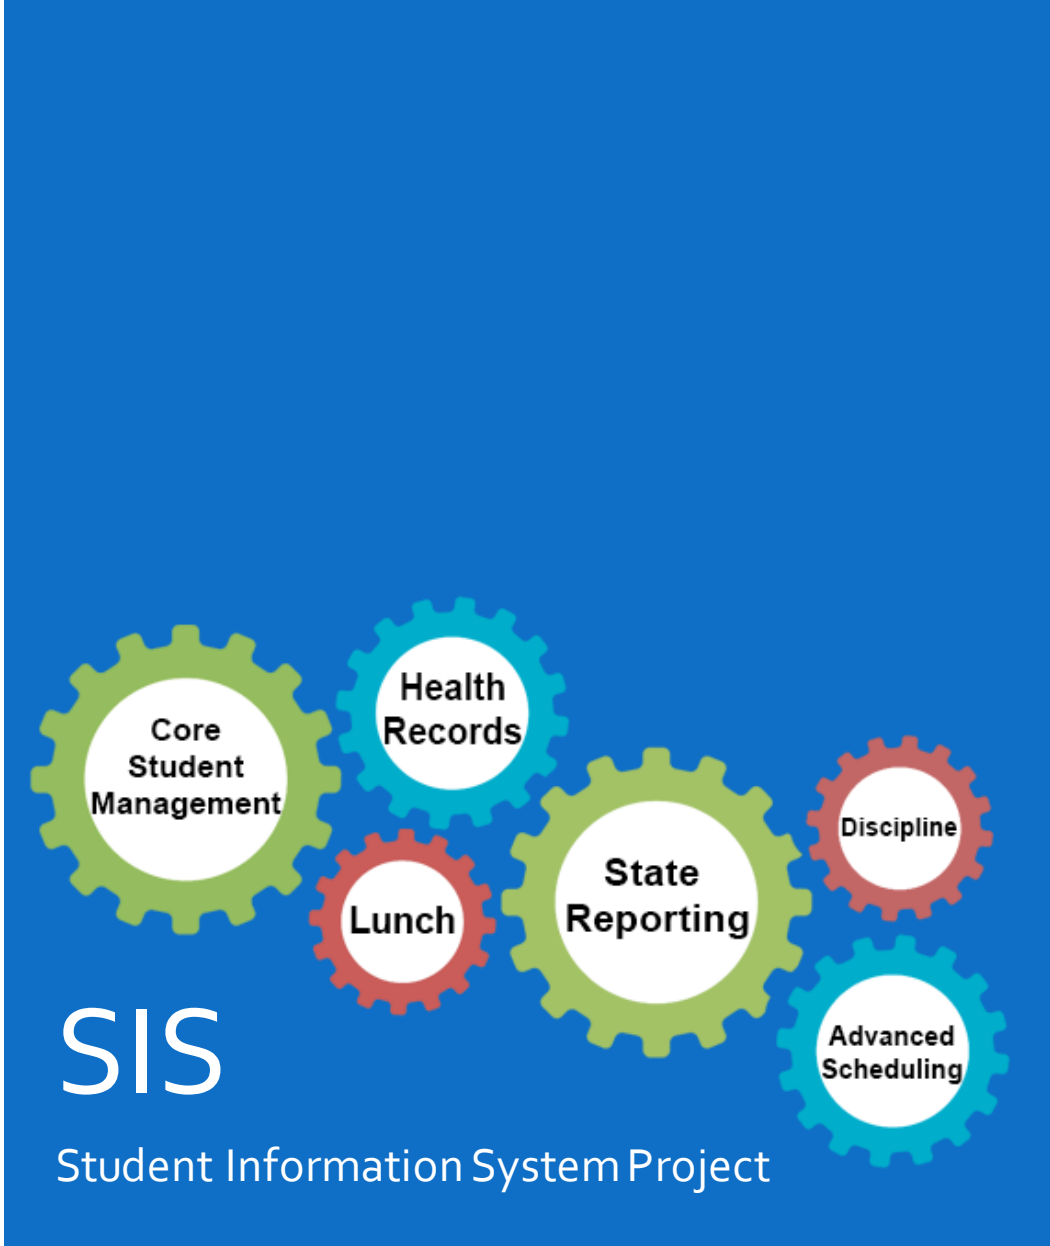 Core
Student
Management
Health
Records
Lunch
State
Reporting
Discipline
Advanced
Scheduling
SIS
Student Information System Project